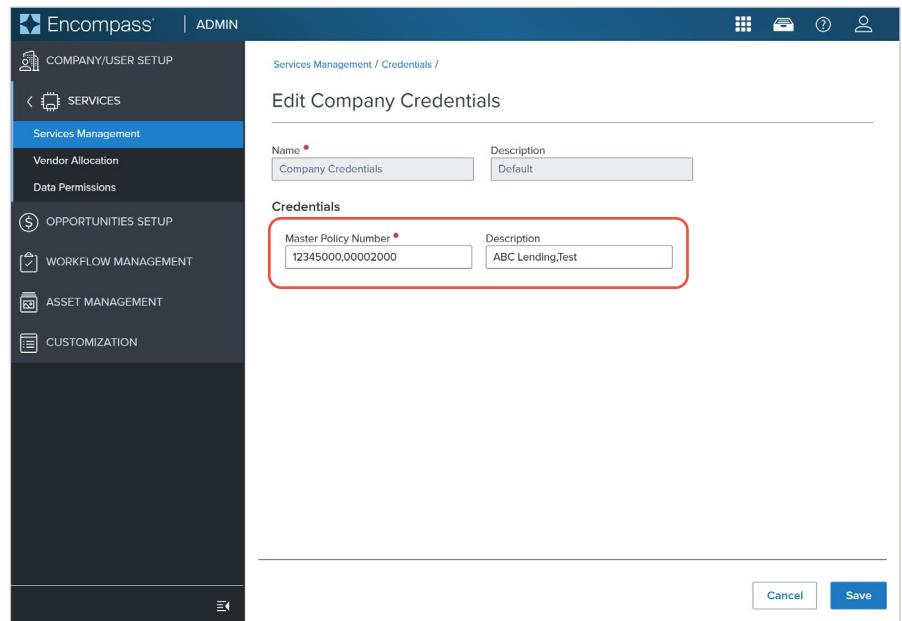 Encompass | ADMIN
COMPANY/USER SETUP
SERVICES
Services Management
Vendor Allocation
Data Permissions
OPPORTUNITIES SETUP
WORKFLOW MANAGEMENT
ASSET MANAGEMENT
CUSTOMIZATION
Services Management / Credentials /
Edit Company Credentials
Name Description
Company Credentials Default
Credentials
Master Policy Number Description
12345000,00002000 ABC Lending,Test
Cancel Save